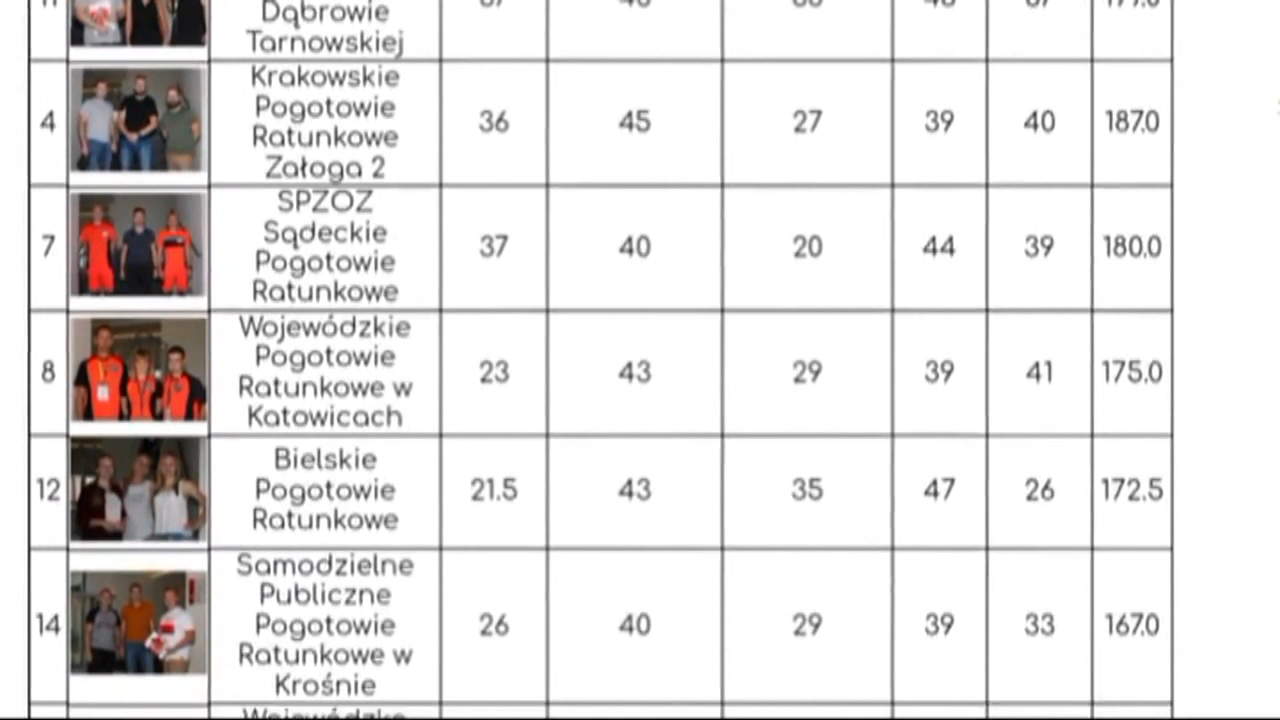 Dąbrowie
Tarnowskiej
4 Krakowskie Pogotowie Ratunkowe Załoga 2 36 45 27 39 40 187.0
7 SPZOZ Sądeckie Pogotowie Ratunkowe 37 40 20 44 39 180.0
8 Wojewódzkie Pogotowie Ratunkowe w Katowicach 23 43 29 39 41 175.0
12 Bielskie Pogotowie Ratunkowe 21.5 43 35 47 26 172.5
14 Samodzielne Publiczne Pogotowie Ratunkowe w Krośnie 26 40 29 39 33 167.0